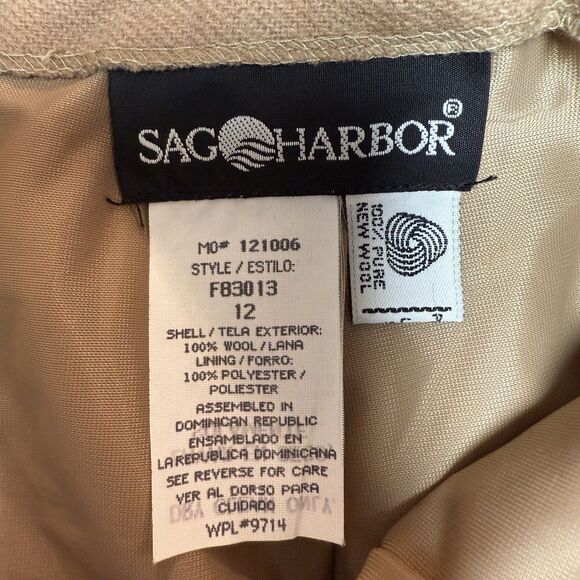 SAG HARBOR®
MO# 121006
STYLE / ESTILO:
F83013
12
SHELL / TELA EXTERIOR:
100% WOOL / LANA
LINING / FORRO:
100% POLYESTER /
POLIESTER
ASSEMBLED IN
DOMINICAN REPUBLIC
ENSAMBLADO EN
LA REPUBLICA DOMINICANA
SEE REVERSE FOR CARE
VER AL DORSO PARA
CUIDADO
WPL#9714
100% PURE
NEW WOOL